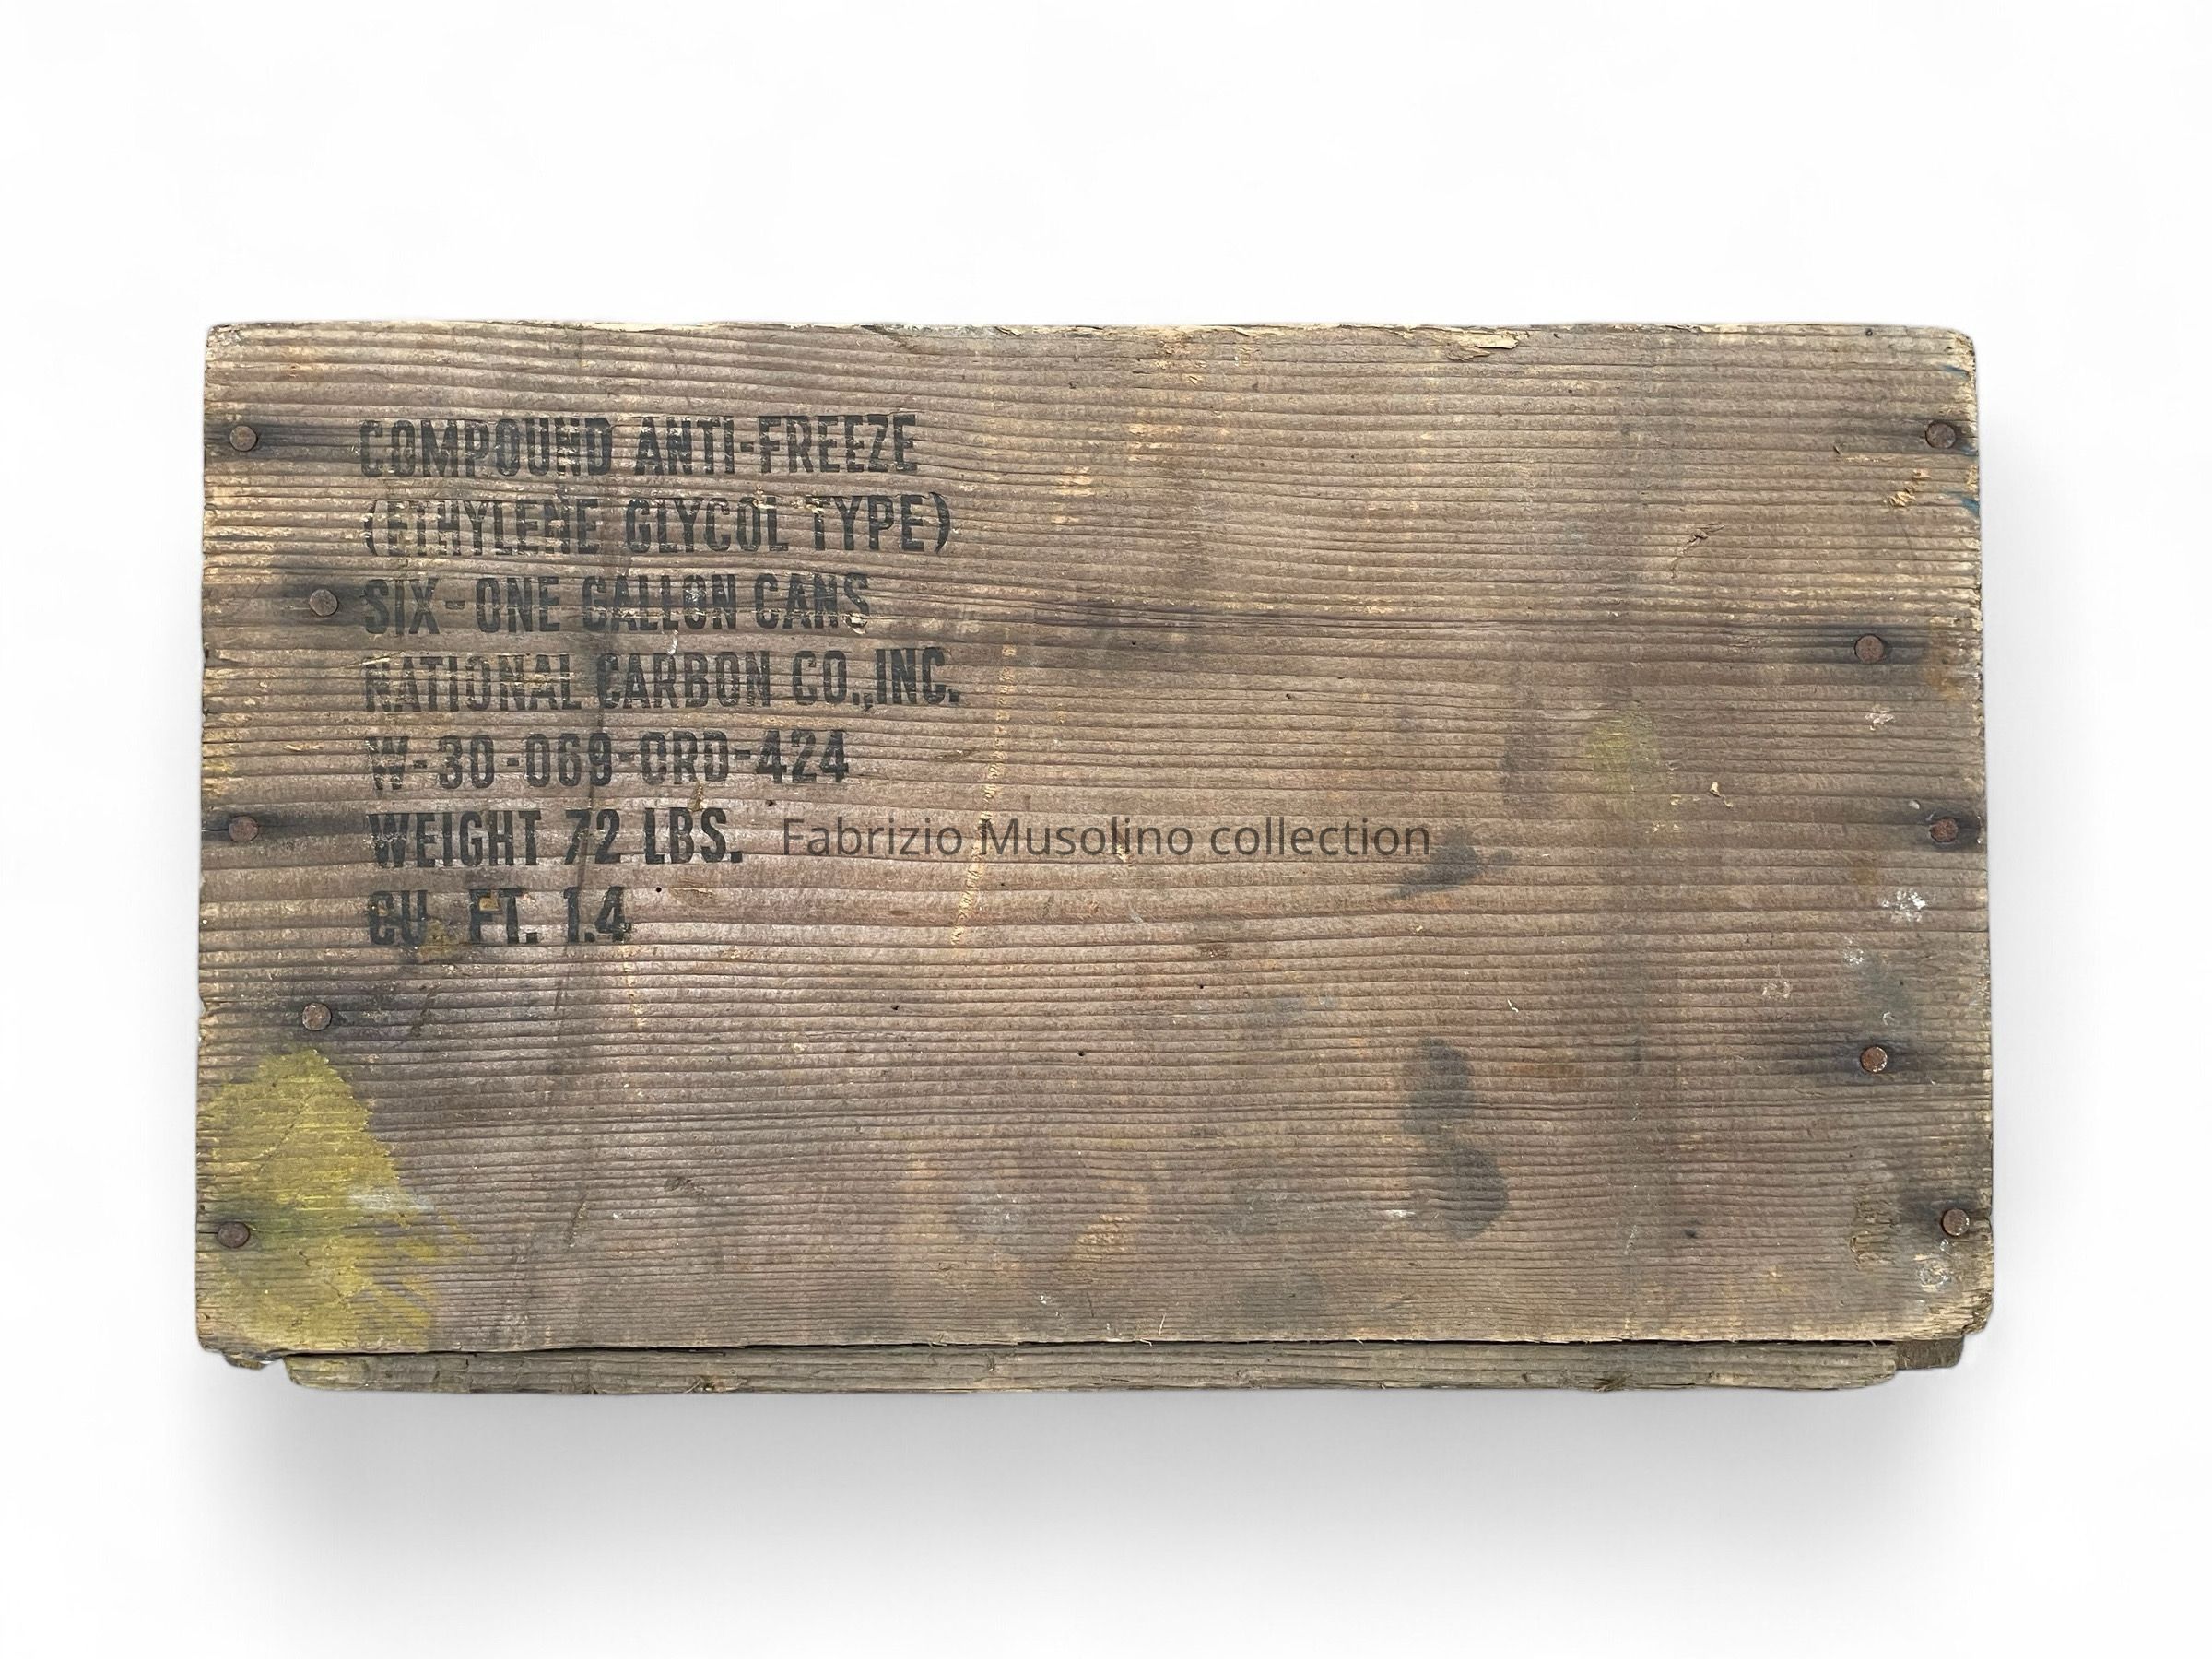 COMPOUND ANTI-FREEZE
(ETHYLENE GLYCOL TYPE)
SIX-ONE GALLON CANS
NATIONAL CARBON CO.,INC.
W-30-069-ORD-424
WEIGHT 72 LBS.
Fabrizio Musolino collection
CU. FT. 1.4